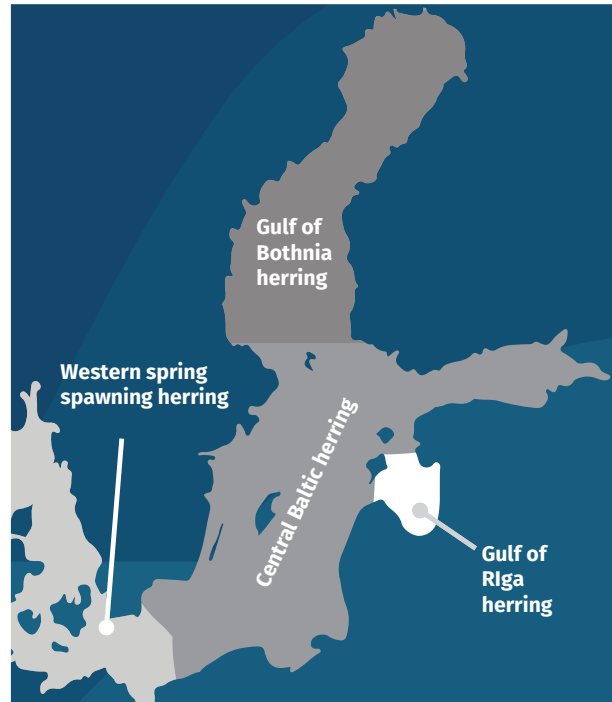 Gulf of
Bothnia
herring
Western spring
spawning herring
Central Baltic herring
Gulf of
RIga
herring